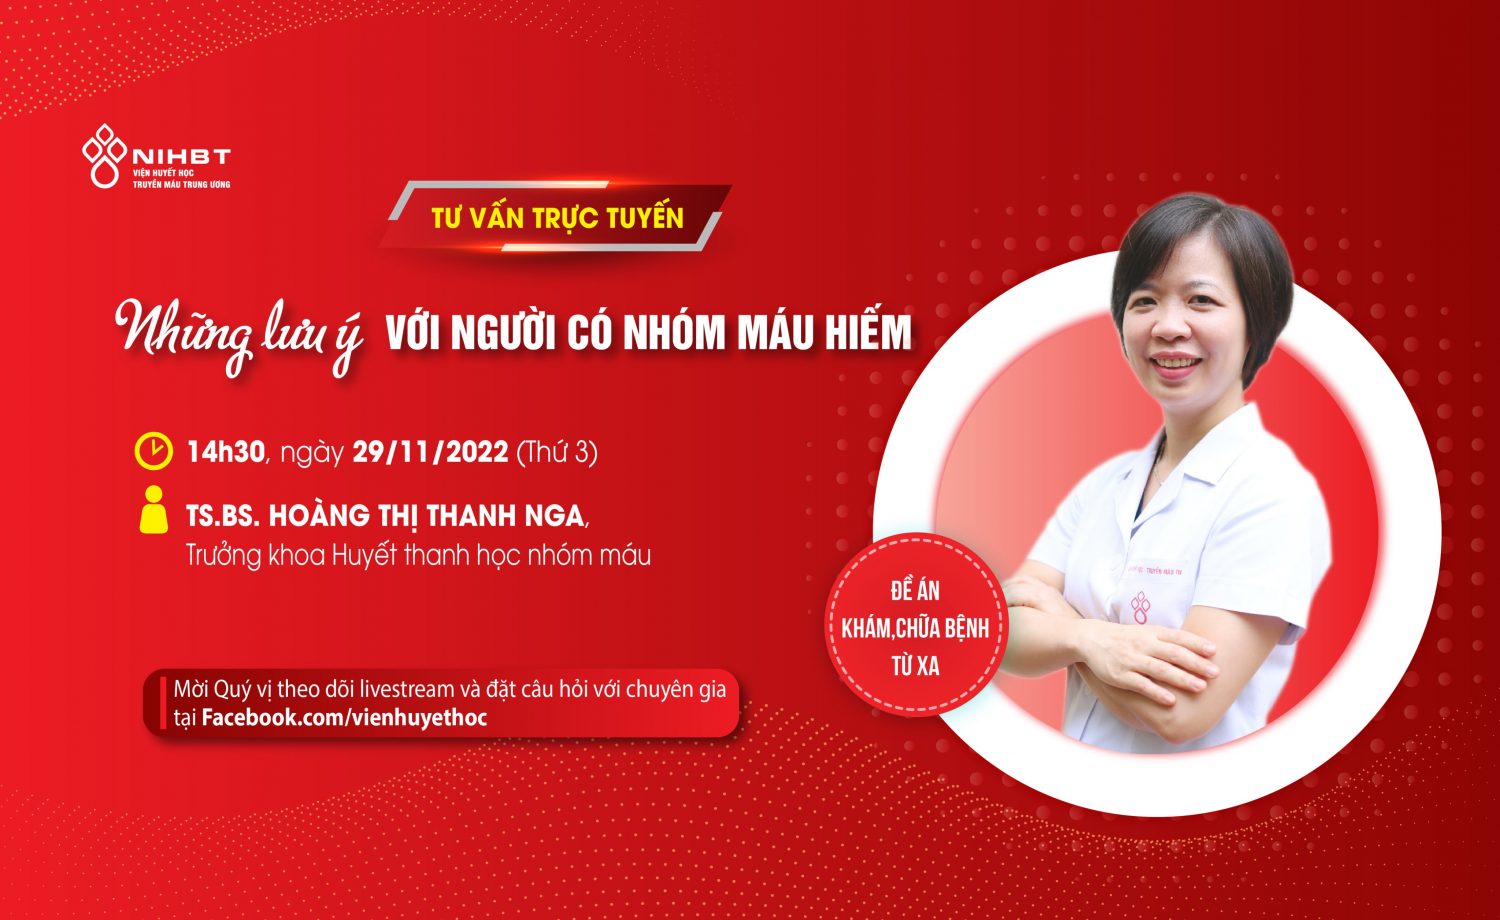 NIHBT
VIỆN HUYẾT HỌC
TRUYỀN MÁU TRUNG ƯƠNG
TƯ VẤN TRỰC TUYẾN
Những lưu ý VỚI NGƯỜI CÓ NHÓM MÁU HIẾM
14h30, ngày 29/11/2022 (Thứ 3)
TS.BS. HOÀNG THỊ THANH NGA,
Trưởng khoa Huyết thanh học nhóm máu
Mời Quý vị theo dõi livestream và đặt câu hỏi với chuyên gia
tại Facebook.com/vienhuyethoc
ĐỀ ÁN
KHÁM,CHỮA BỆNH
TỪ XA
TRUYỀN MÁU